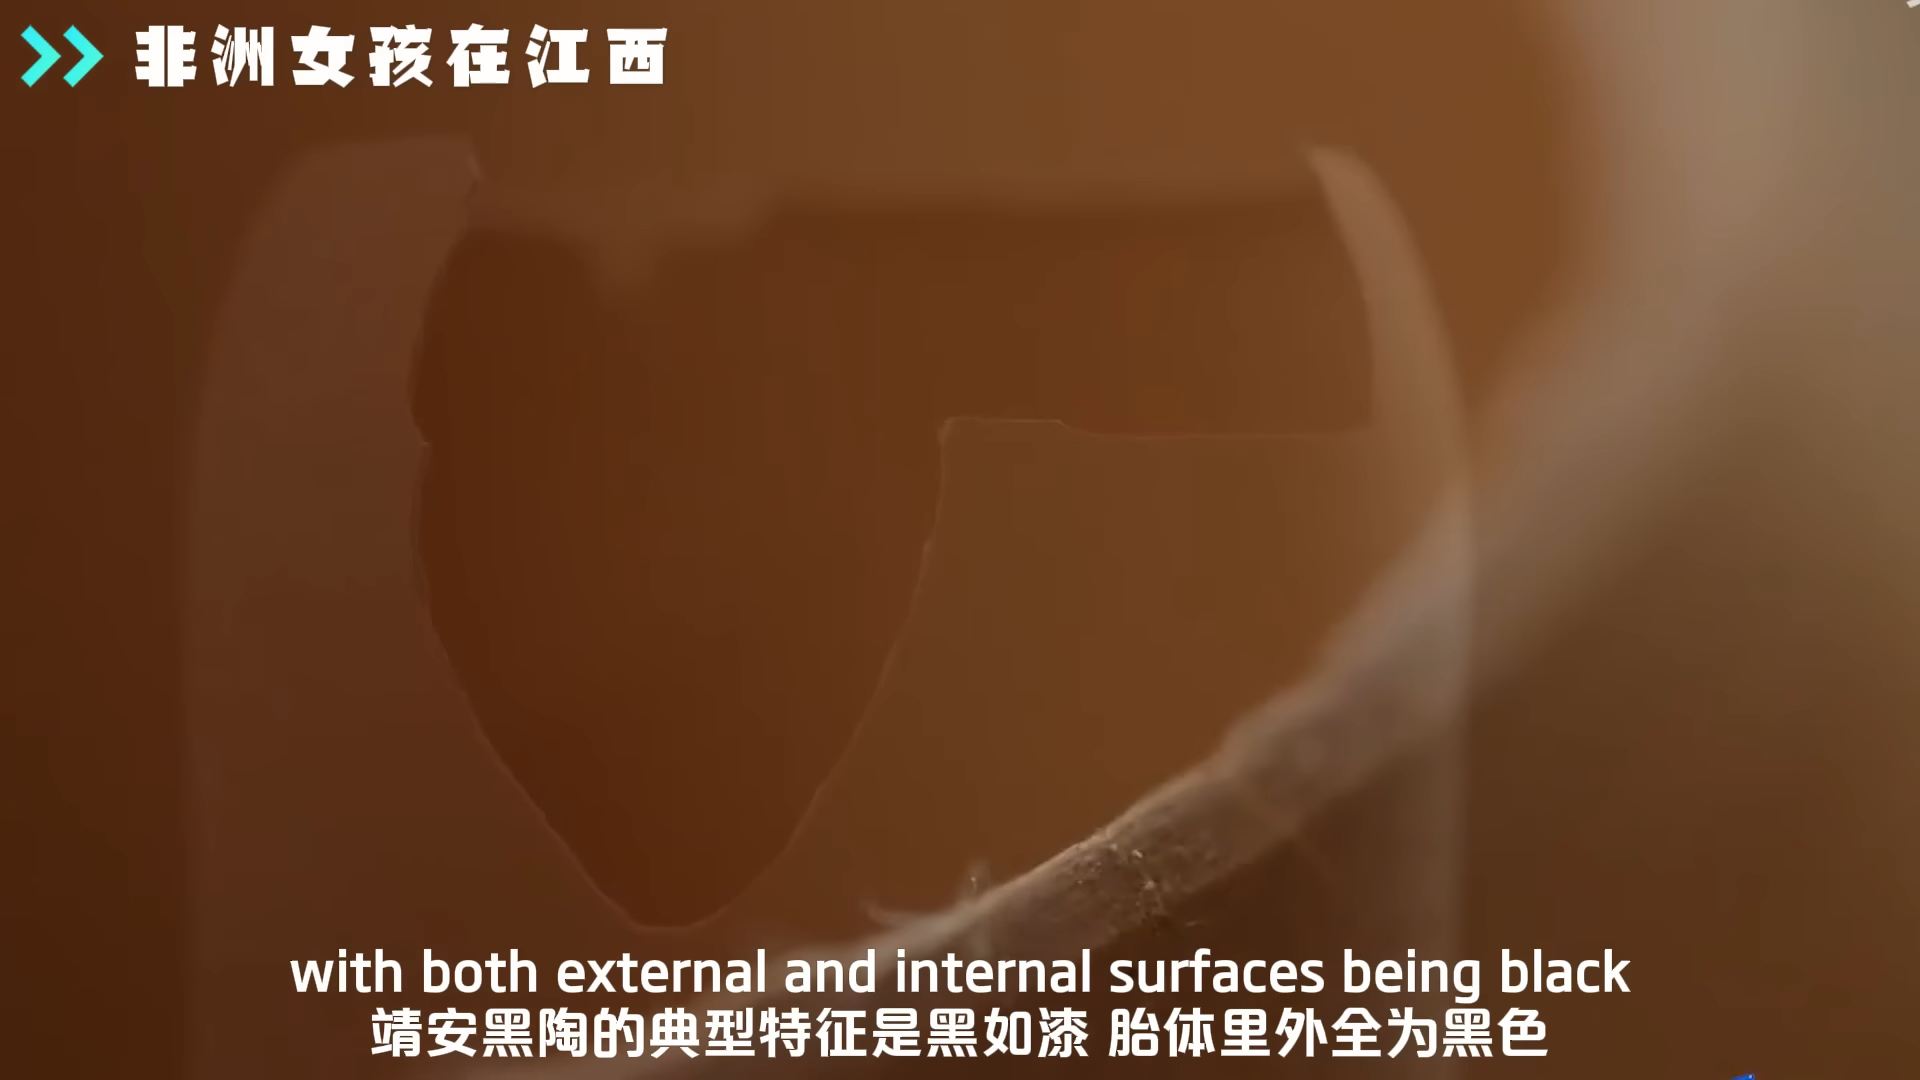 非洲女孩在江西
with both external and internal surfaces being black
靖安黑陶的典型特征是黑如漆 胎体里外全为黑色